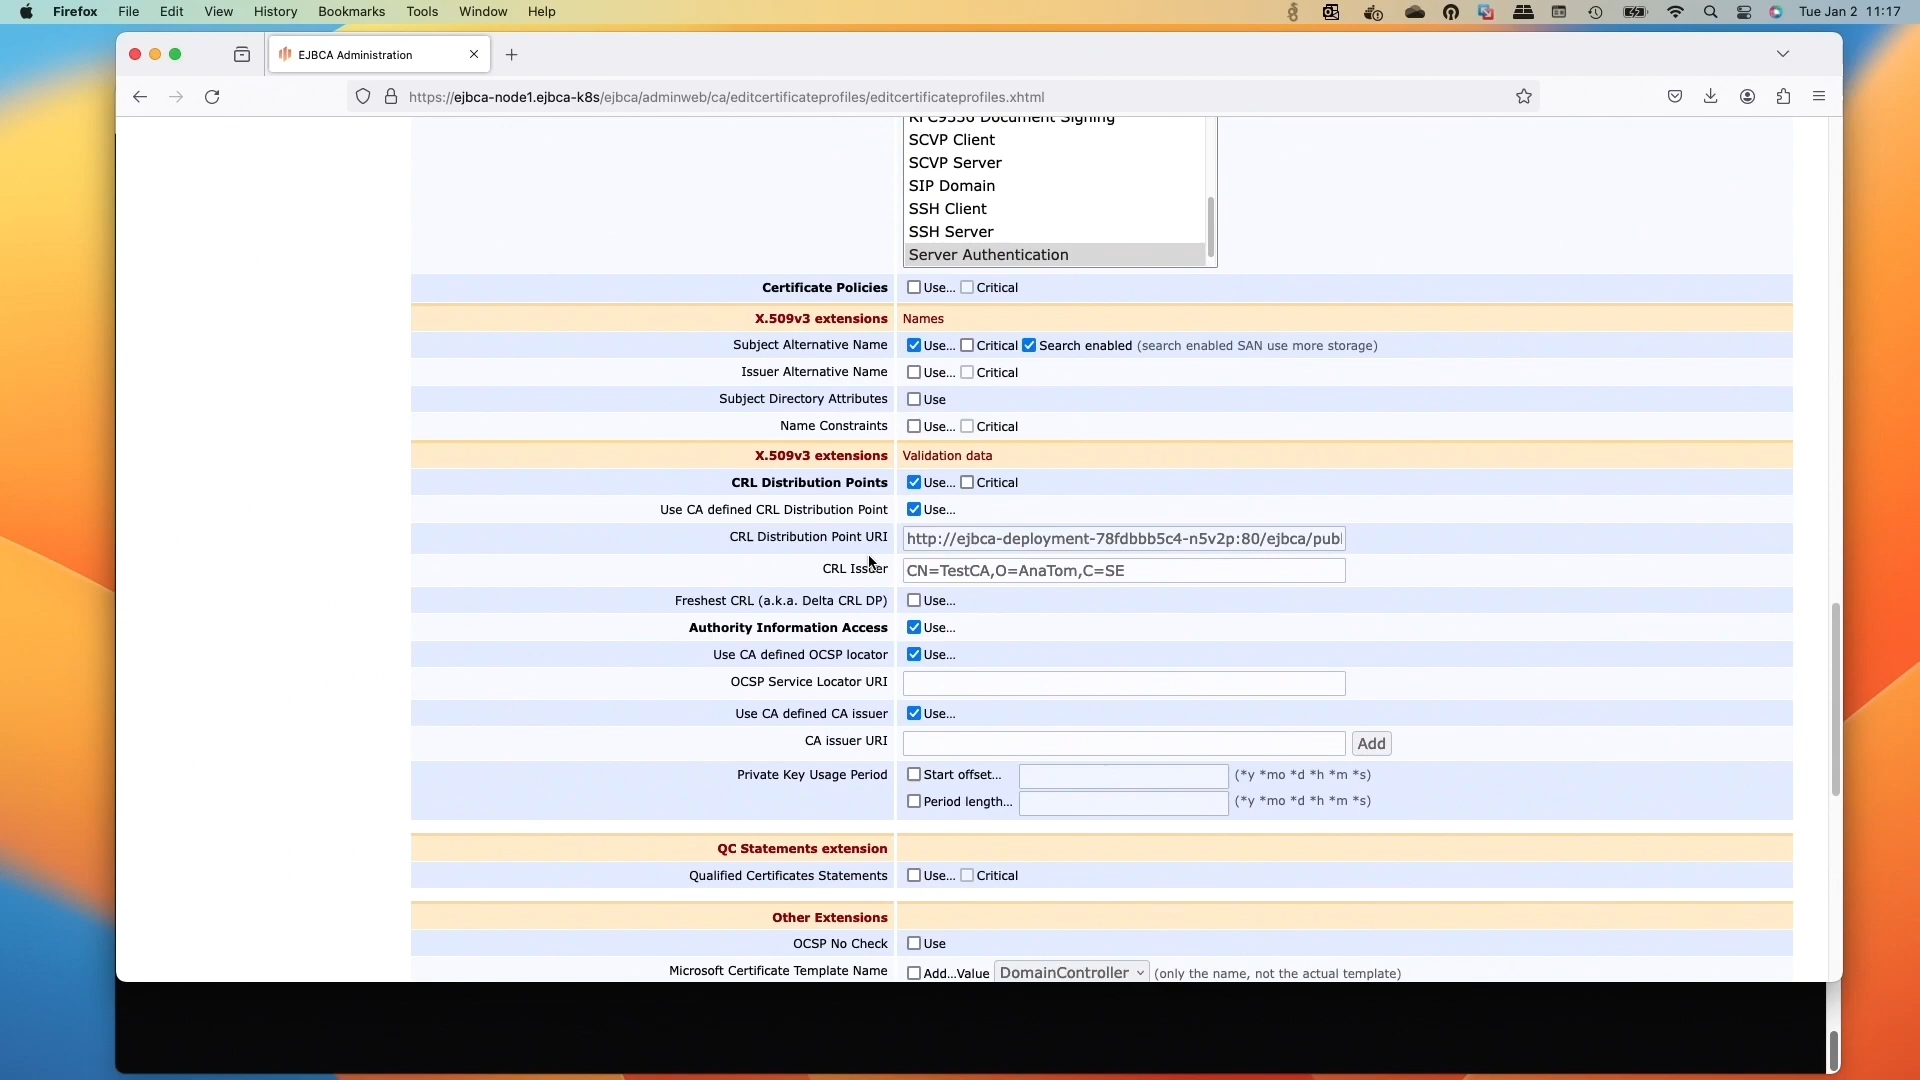 Firefox File Edit View History Bookmarks Tools Window Help Tue Jan 2 11:17
EJBCA Administration
https://ejbca-node1.ejbca-k8s/ejbca/adminweb/ca/editcertificateprofiles/editcertificateprofiles.xhtml
RFC9336 Document Signing
SCVP Client
SCVP Server
SIP Domain
SSH Client
SSH Server
Server Authentication
Certificate Policies Use... Critical
X.509v3 extensions Names
Subject Alternative Name Use... Critical Search enabled (search enabled SAN use more storage)
Issuer Alternative Name Use... Critical
Subject Directory Attributes Use
Name Constraints Use... Critical
X.509v3 extensions Validation data
CRL Distribution Points Use... Critical
Use CA defined CRL Distribution Point Use...
CRL Distribution Point URI http://ejbca-deployment-78fdbbb5c4-n5v2p:80/ejbca/publ
CRL Issuer CN=TestCA,O=AnaTom,C=SE
Freshest CRL (a.k.a. Delta CRL DP) Use...
Authority Information Access Use...
Use CA defined OCSP locator Use...
OCSP Service Locator URI
Use CA defined CA issuer Use...
CA issuer URI Add
Private Key Usage Period Start offset... (*y *mo *d *h *m *s)
Period length... (*y *mo *d *h *m *s)
QC Statements extension
Qualified Certificates Statements Use... Critical
Other Extensions
OCSP No Check Use
Microsoft Certificate Template Name Add...Value DomainController (only the name, not the actual template)